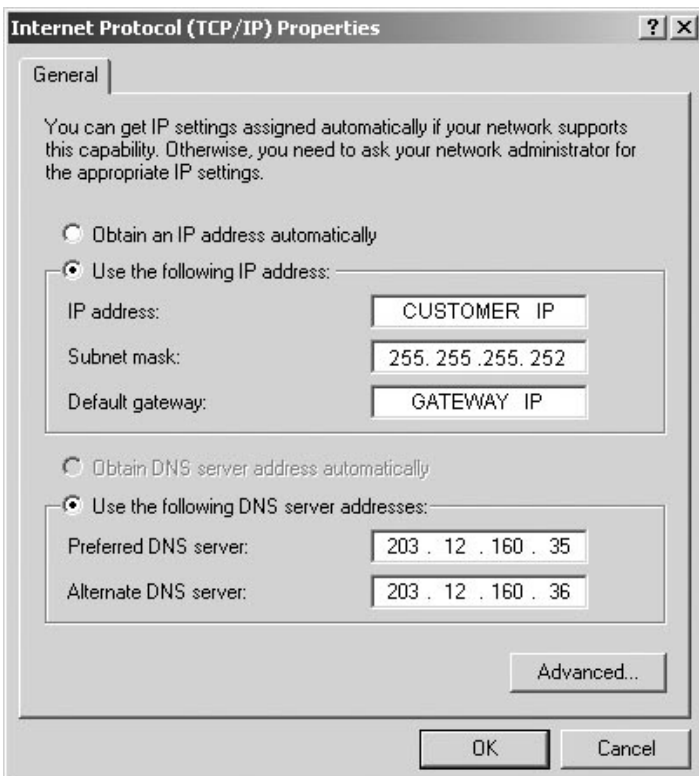 Internet Protocol (TCP/IP) Properties
General
You can get IP settings assigned automatically if your network supports
this capability. Otherwise, you need to ask your network administrator for
the appropriate IP settings.
Obtain an IP address automatically
Use the following IP address:
IP address: CUSTOMER IP
Subnet mask: 255. 255 .255. 252
Default gateway: GATEWAY IP
Obtain DNS server address automatically
Use the following DNS server addresses:
Preferred DNS server: 203 . 12 . 160 . 35
Alternate DNS server: 203 . 12 . 160 . 36
Advanced...
OK Cancel